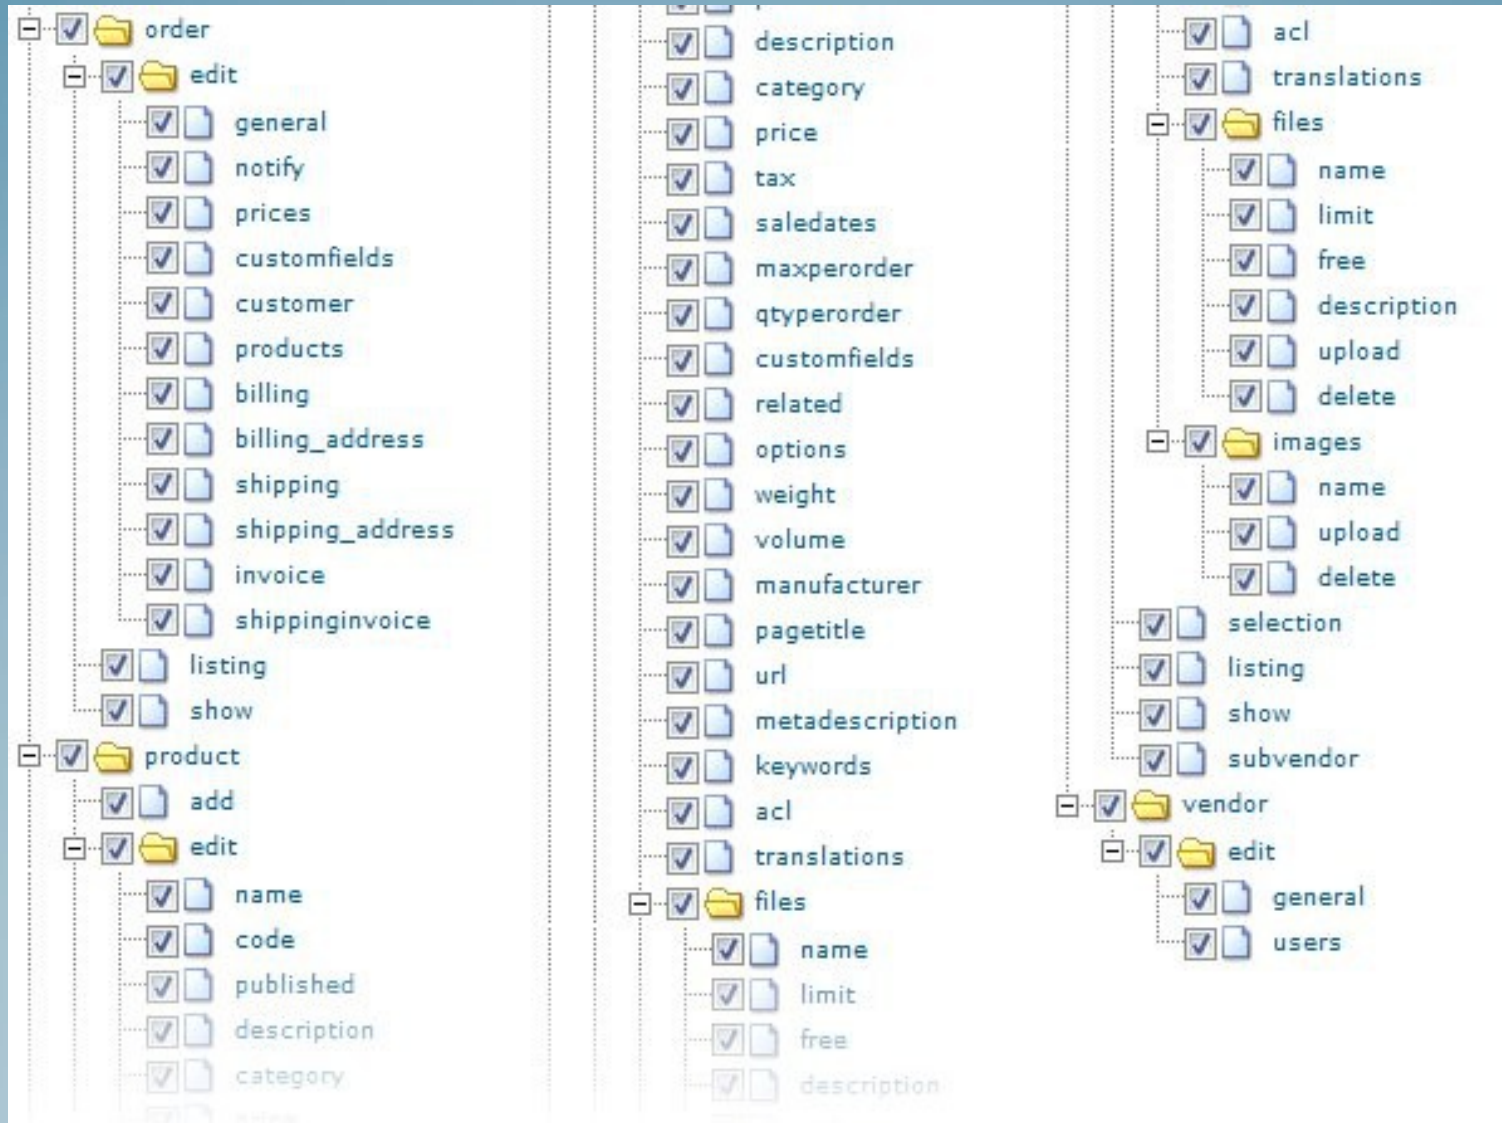 order
edit
general
notify
prices
customfields
customer
products
billing
billing_address
shipping
shipping_address
invoice
shippinginvoice
listing
show
product
add
edit
name
code
published
description
category
description
category
price
tax
saledates
maxperorder
qtyperorder
customfields
related
options
weight
volume
manufacturer
pagetitle
url
metadescription
keywords
acl
translations
files
name
limit
free
description
acl
translations
files
name
limit
free
description
upload
delete
images
name
upload
delete
selection
listing
show
subvendor
vendor
edit
general
users